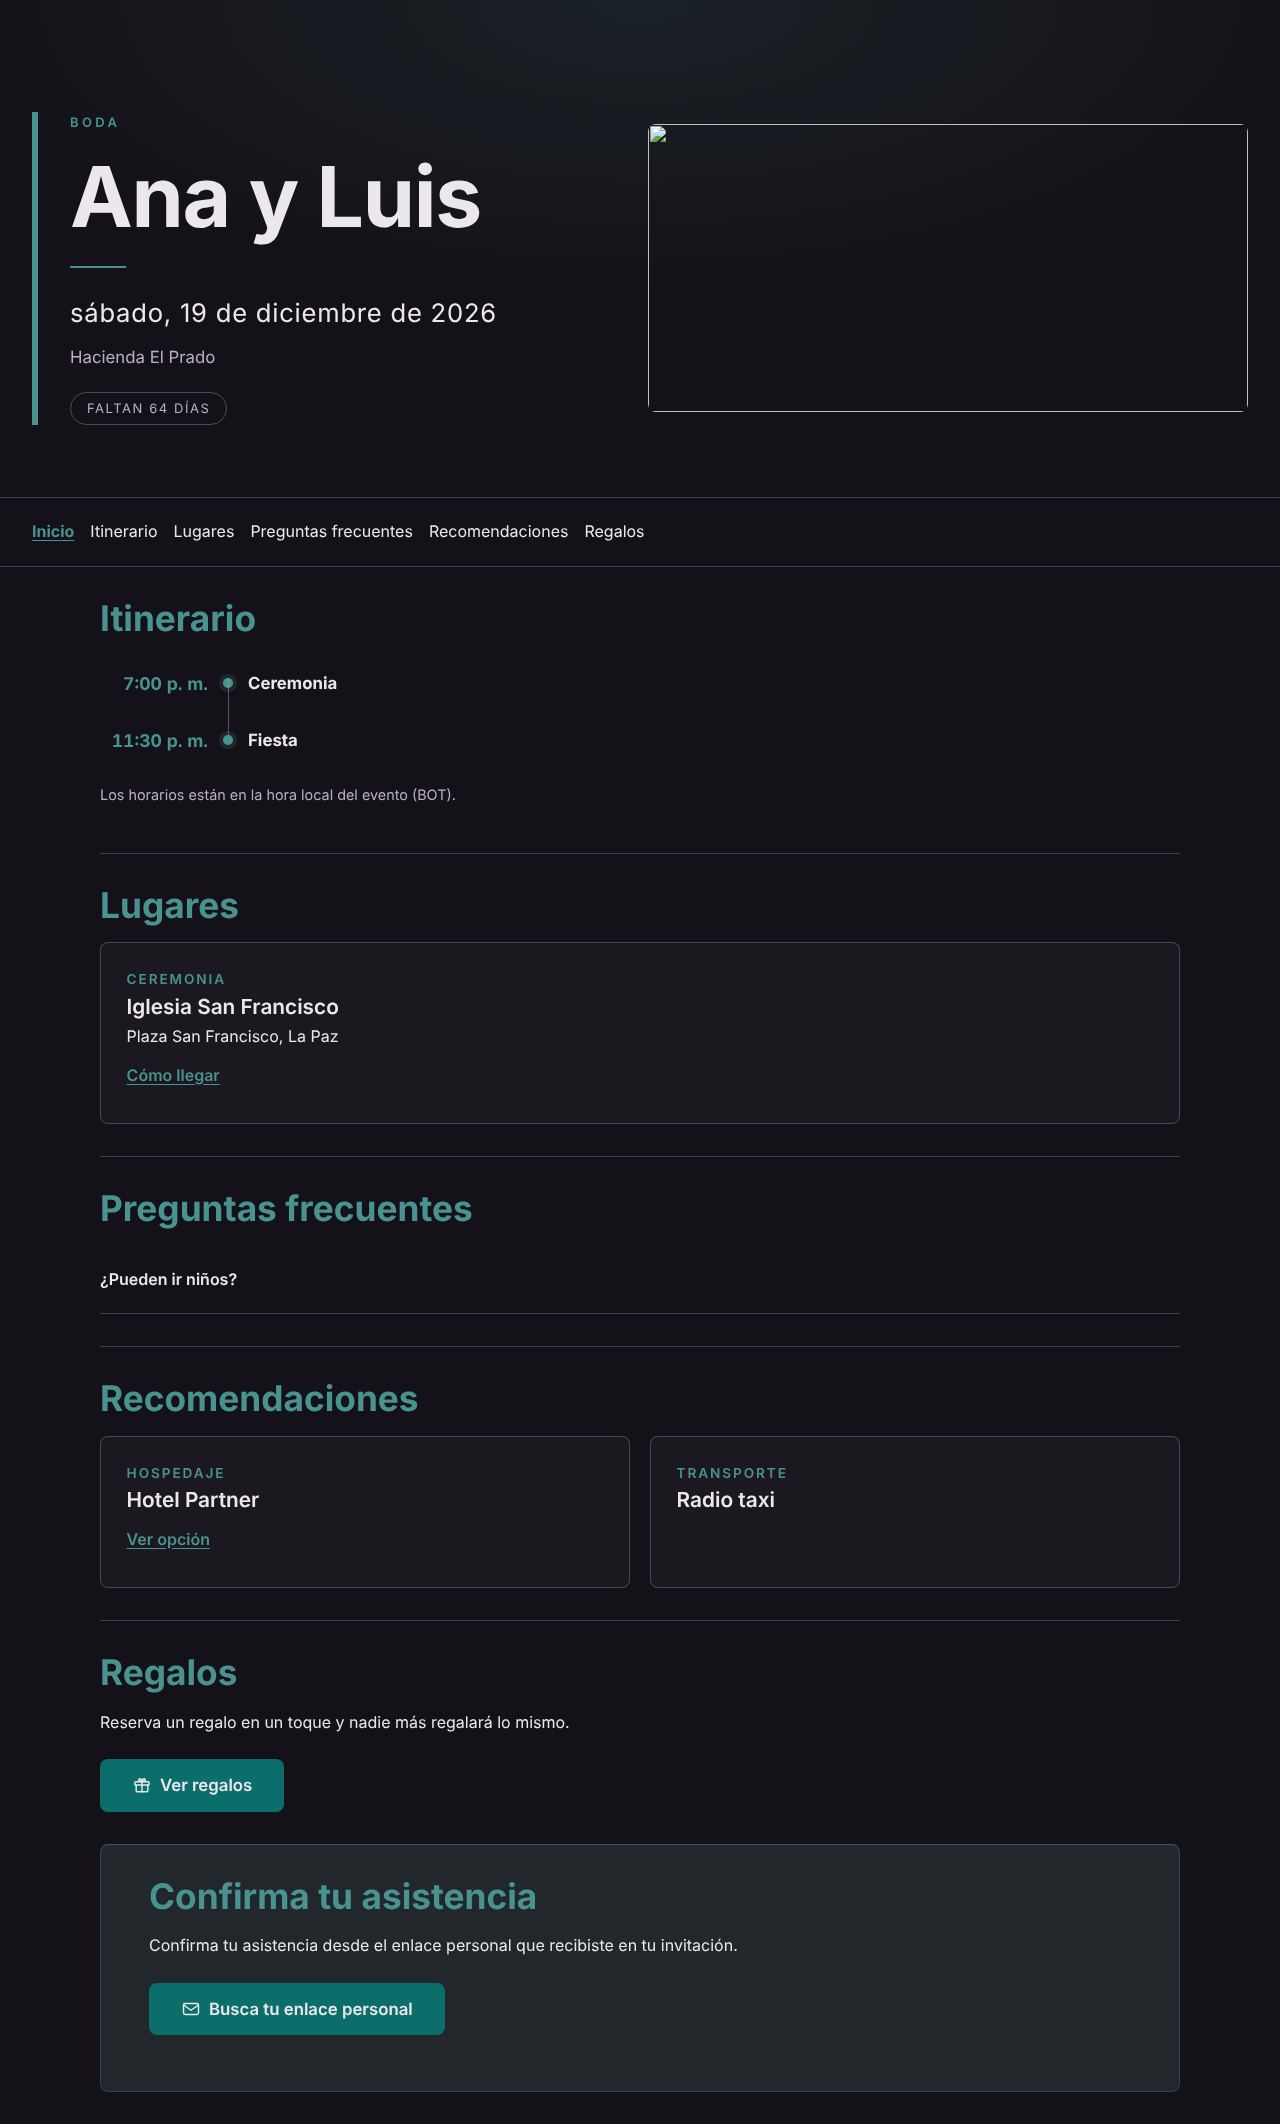 BODA
Ana y Luis
sábado, 19 de diciembre de 2026
Hacienda El Prado
FALTAN 64 DÍAS
Inicio Itinerario Lugares Preguntas frecuentes Recomendaciones Regalos
Itinerario
7:00 p. m. Ceremonia
11:30 p. m. Fiesta
Los horarios están en la hora local del evento (BOT).
Lugares
CEREMONIA
Iglesia San Francisco
Plaza San Francisco, La Paz
Cómo llegar
Preguntas frecuentes
¿Pueden ir niños?
Recomendaciones
HOSPEDAJE
Hotel Partner
Ver opción
TRANSPORTE
Radio taxi
Regalos
Reserva un regalo en un toque y nadie más regalará lo mismo.
Ver regalos
Confirma tu asistencia
Confirma tu asistencia desde el enlace personal que recibiste en tu invitación.
Busca tu enlace personal